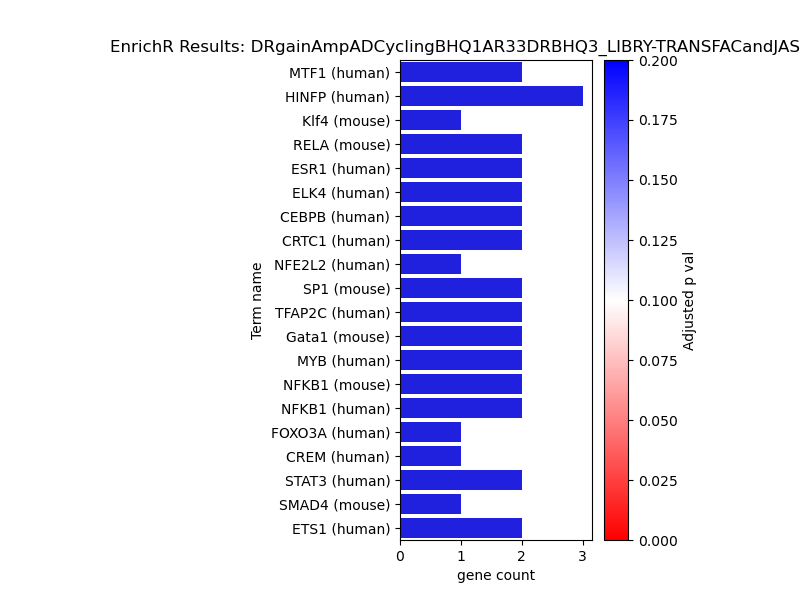 EnrichR Results: DRgainAmpADCyclingBHQ1AR33DRBHQ3_LIBRY-TRANSFACandJAS
MTF1 (human)
HINFP (human)
Klf4 (mouse)
RELA (mouse)
ESR1 (human)
ELK4 (human)
CEBPB (human)
CRTC1 (human)
NFE2L2 (human)
SP1 (mouse)
TFAP2C (human)
Gata1 (mouse)
MYB (human)
NFKB1 (mouse)
NFKB1 (human)
FOXO3A (human)
CREM (human)
STAT3 (human)
SMAD4 (mouse)
ETS1 (human)
Term name
0 1 2 3
gene count
0.200
0.175
0.150
0.125
0.100
0.075
0.050
0.025
0.000
Adjusted p val